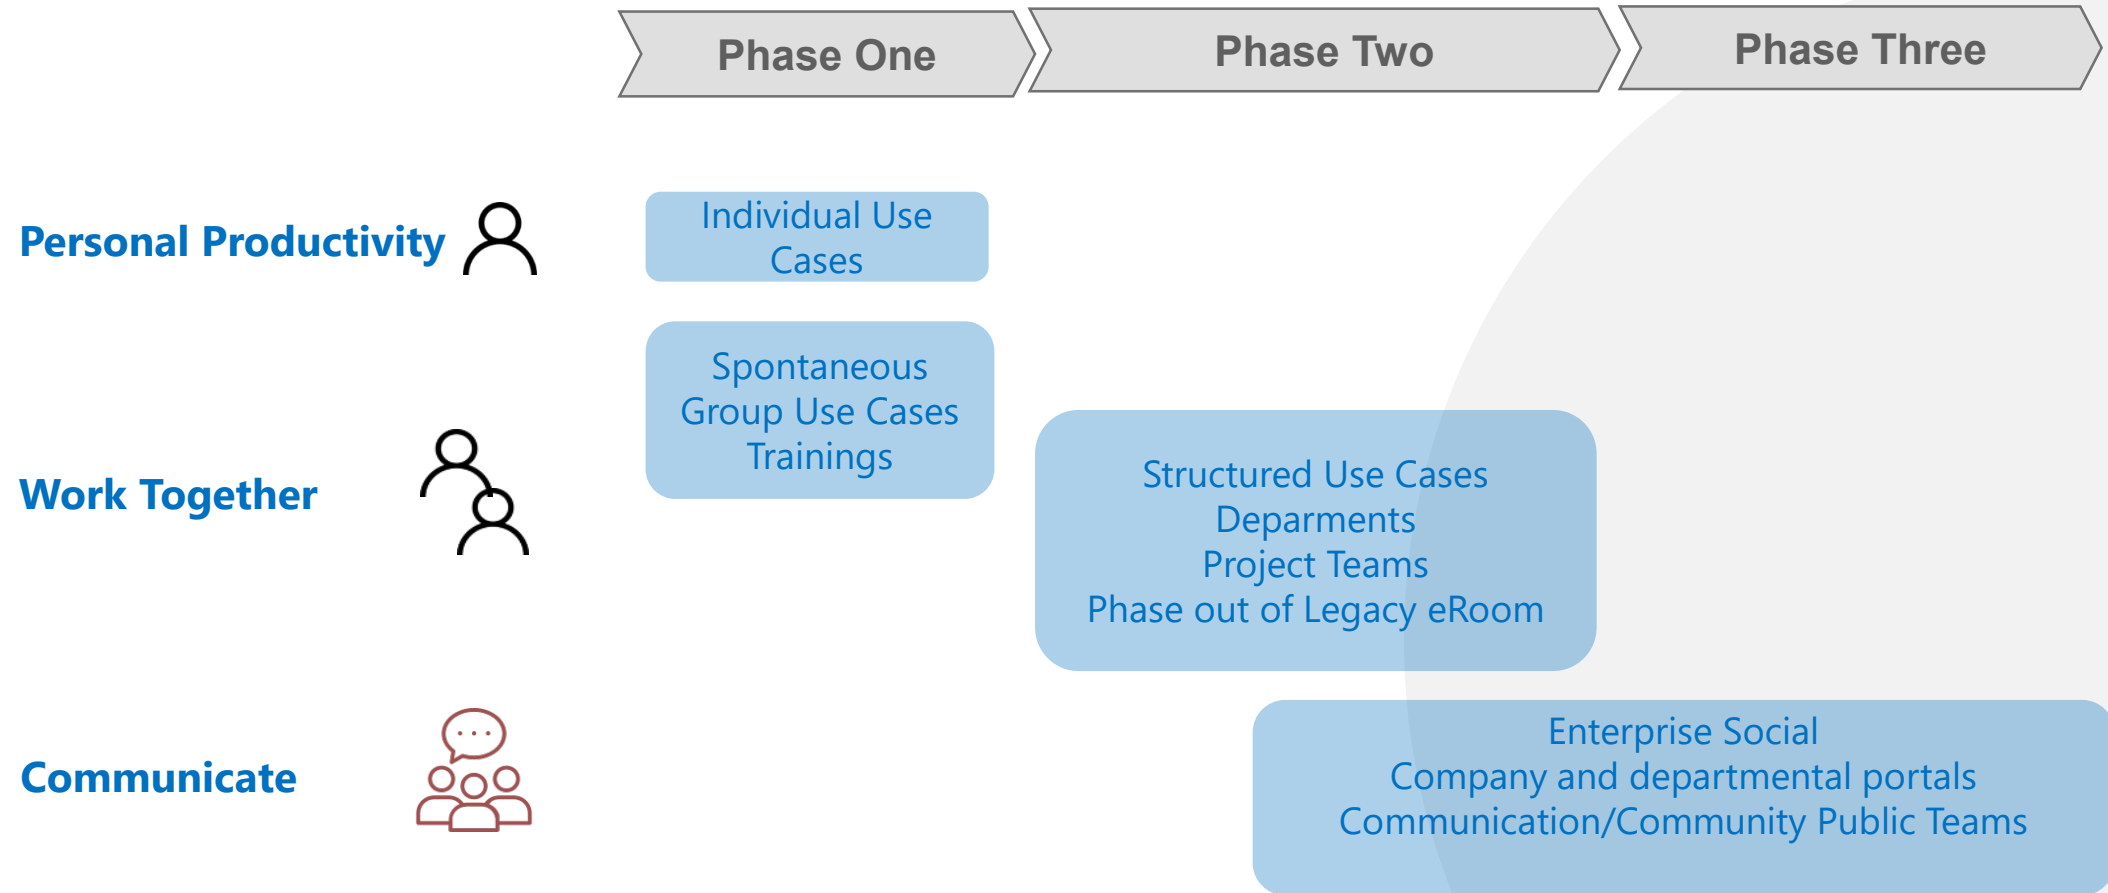 Phase One
Phase Two
Phase Three
Personal Productivity
Individual Use
Cases
Spontaneous
Group Use Cases
Trainings
Work Together
Structured Use Cases
Deparments
Project Teams
Phase out of Legacy eRoom
Communicate
Enterprise Social
Company and departmental portals
Communication/Community Public Teams